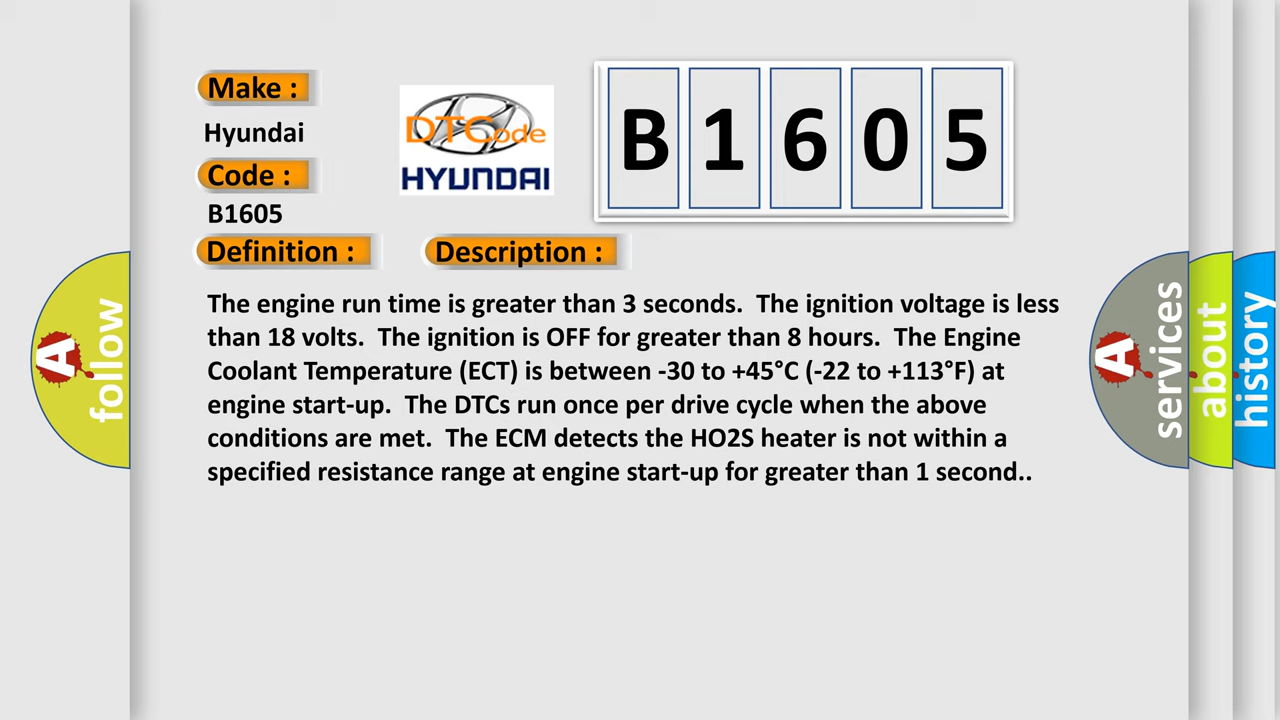 Make :
Hyundai
Code :
B1605
DTCode
HYUNDAI
B1605
Definition :
Description :
The engine run time is greater than 3 seconds.  The ignition voltage is less
than 18 volts.  The ignition is OFF for greater than 8 hours.  The Engine
Coolant Temperature (ECT) is between -30 to +45°C (-22 to +113°F) at
engine start-up.  The DTCs run once per drive cycle when the above
conditions are met.  The ECM detects the HO2S heater is not within a
specified resistance range at engine start-up for greater than 1 second..
A
follow
A
services
about
history